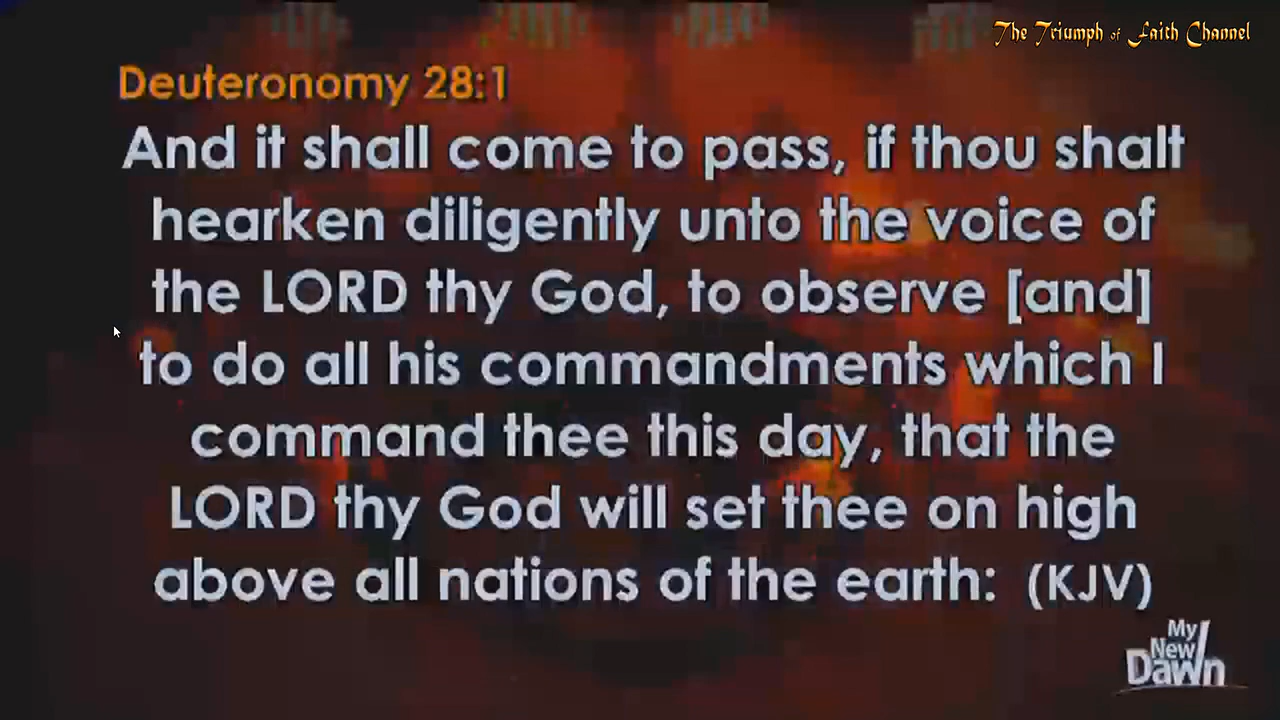 The Triumph of Faith Channel
Deuteronomy 28:1
And it shall come to pass, if thou shalt
hearken diligently unto the voice of
the LORD thy God, to observe [and]
to do all his commandments which I
command thee this day, that the
LORD thy God will set thee on high
above all nations of the earth: (KJV)
My
New
Dawn